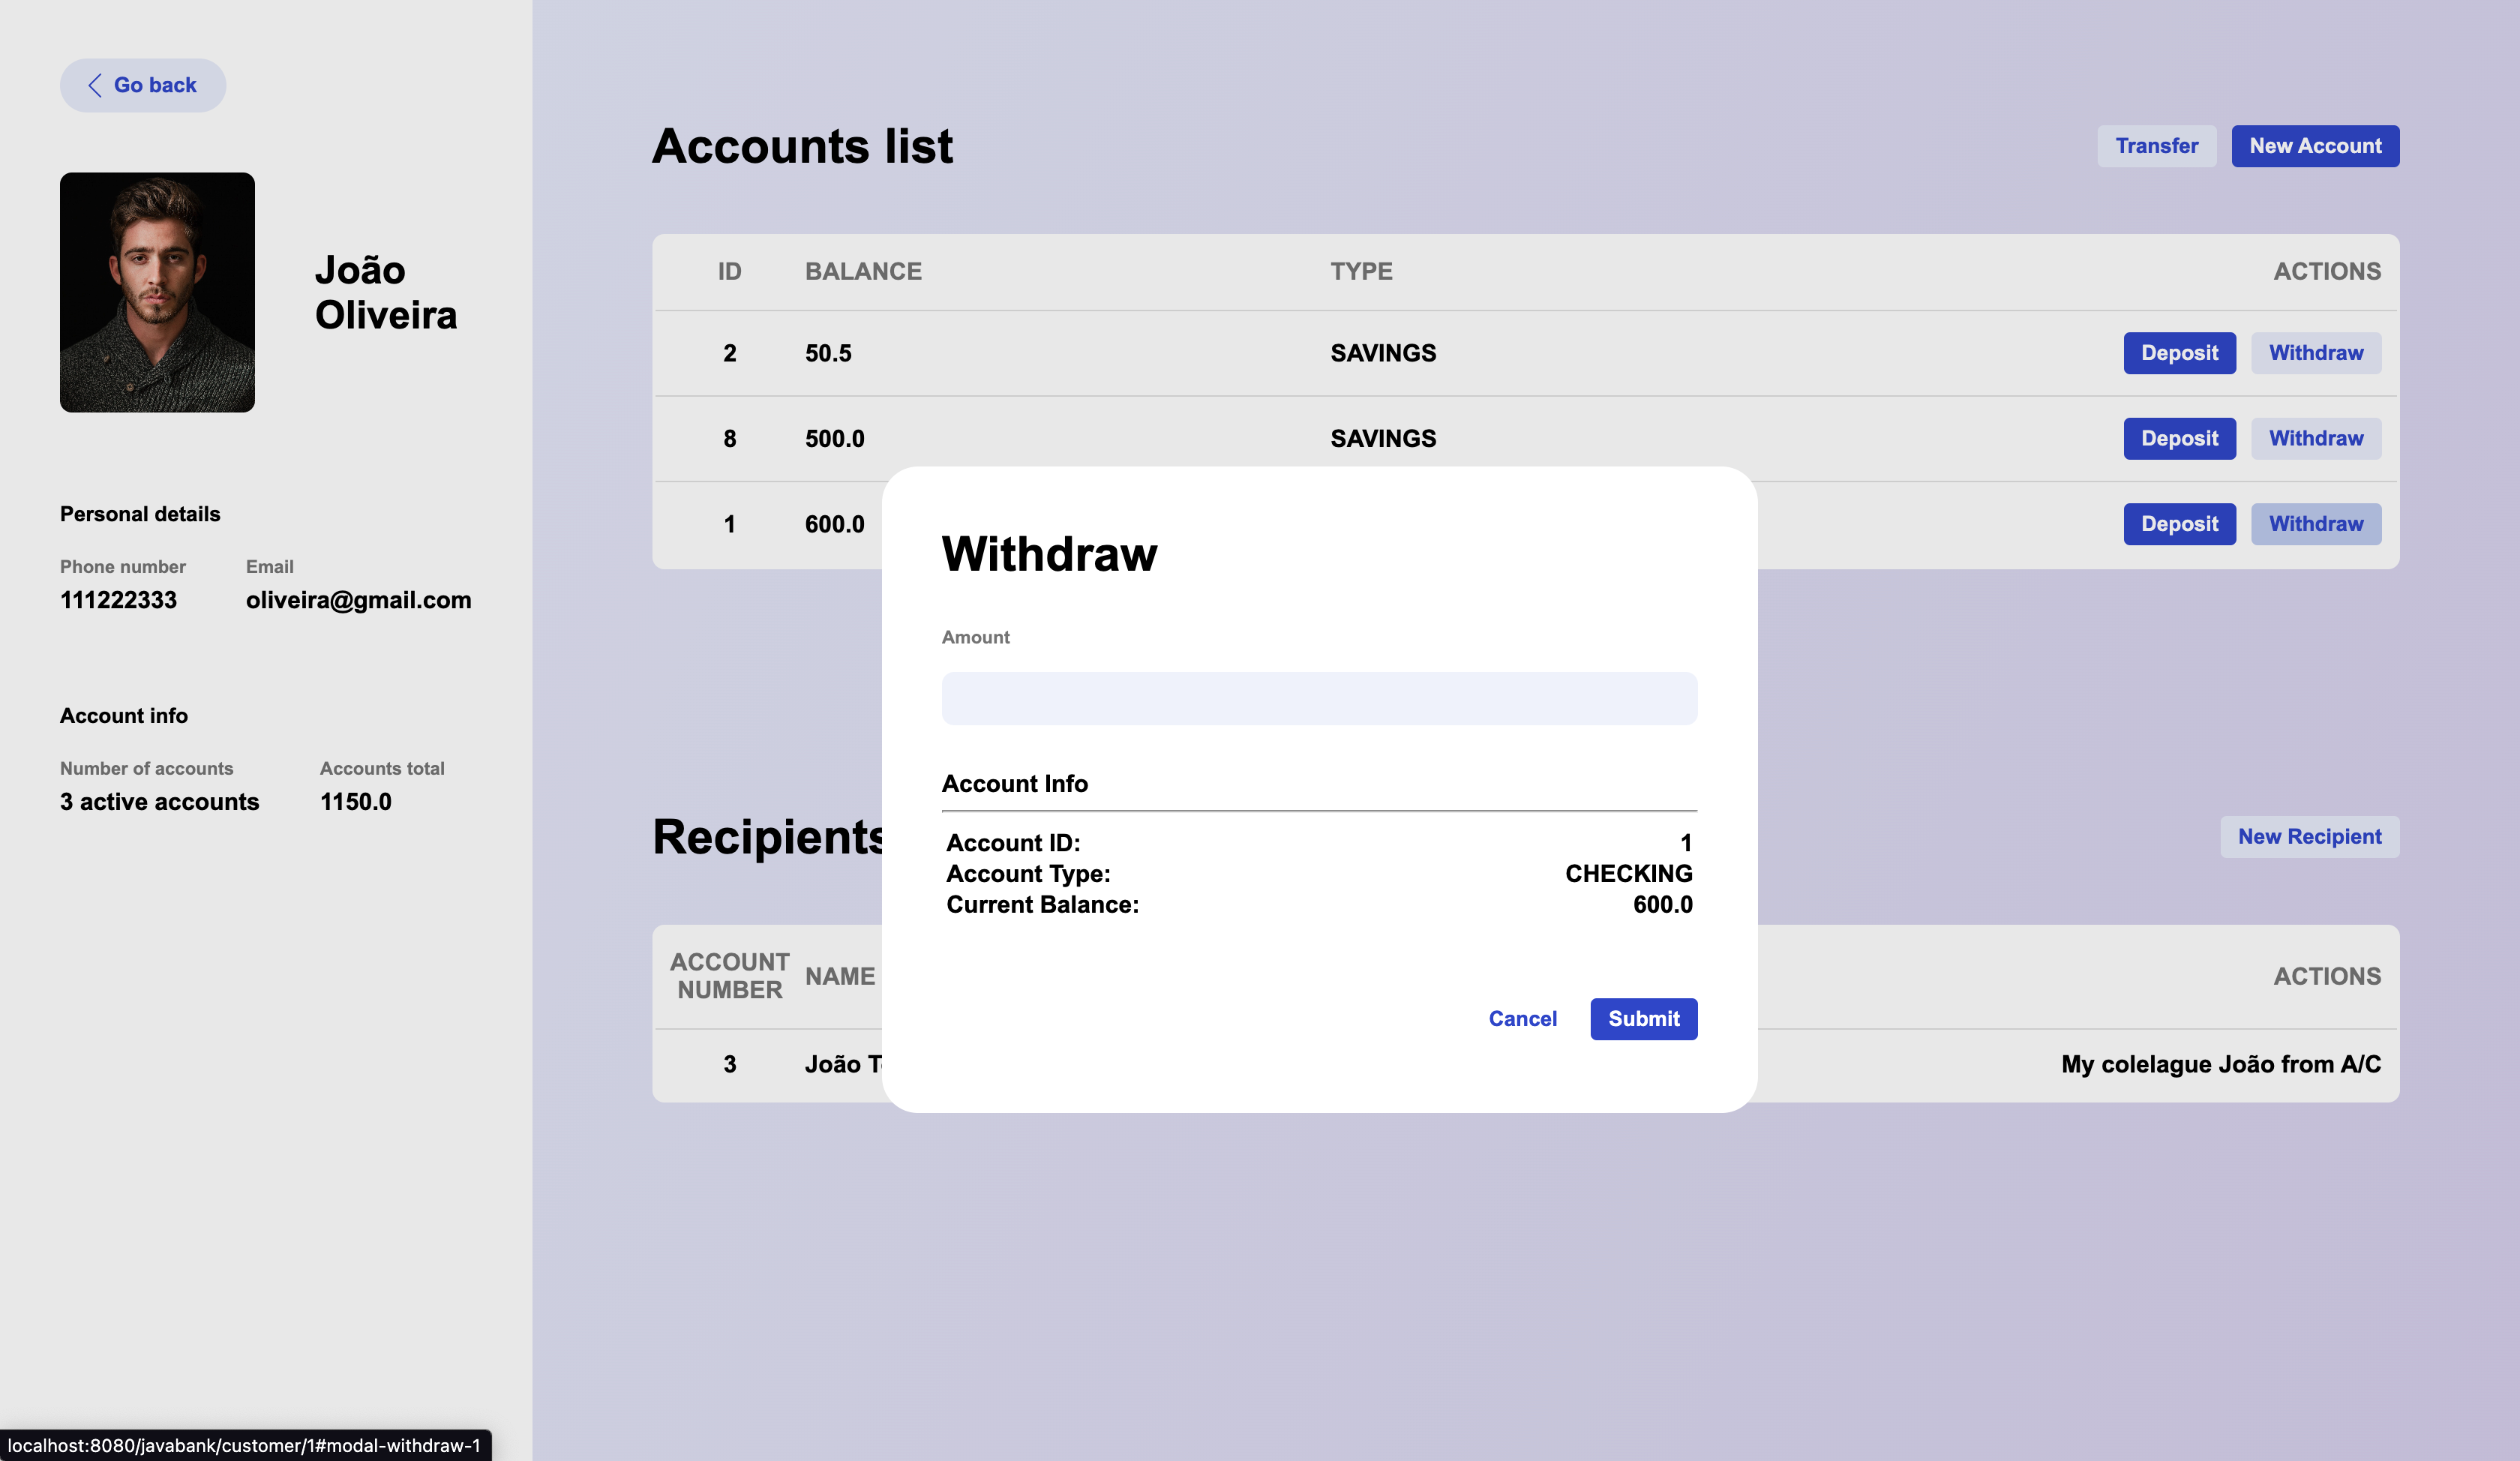 Go back
João
Oliveira
Personal details
Phone number Email
111222333 oliveira@gmail.com
Account info
Number of accounts Accounts total
3 active accounts 1150.0
Accounts list
Transfer New Account
ID BALANCE TYPE ACTIONS
2 50.5 SAVINGS Deposit Withdraw
8 500.0 SAVINGS Deposit Withdraw
1 600.0 Deposit Withdraw
Withdraw
Amount
Account Info
Account ID: 1
Account Type: CHECKING
Current Balance: 600.0
Cancel Submit
Recipients
New Recipient
ACCOUNT
NUMBER NAME ACTIONS
3 João My colelague João from A/C
localhost:8080/javabank/customer/1#modal-withdraw-1